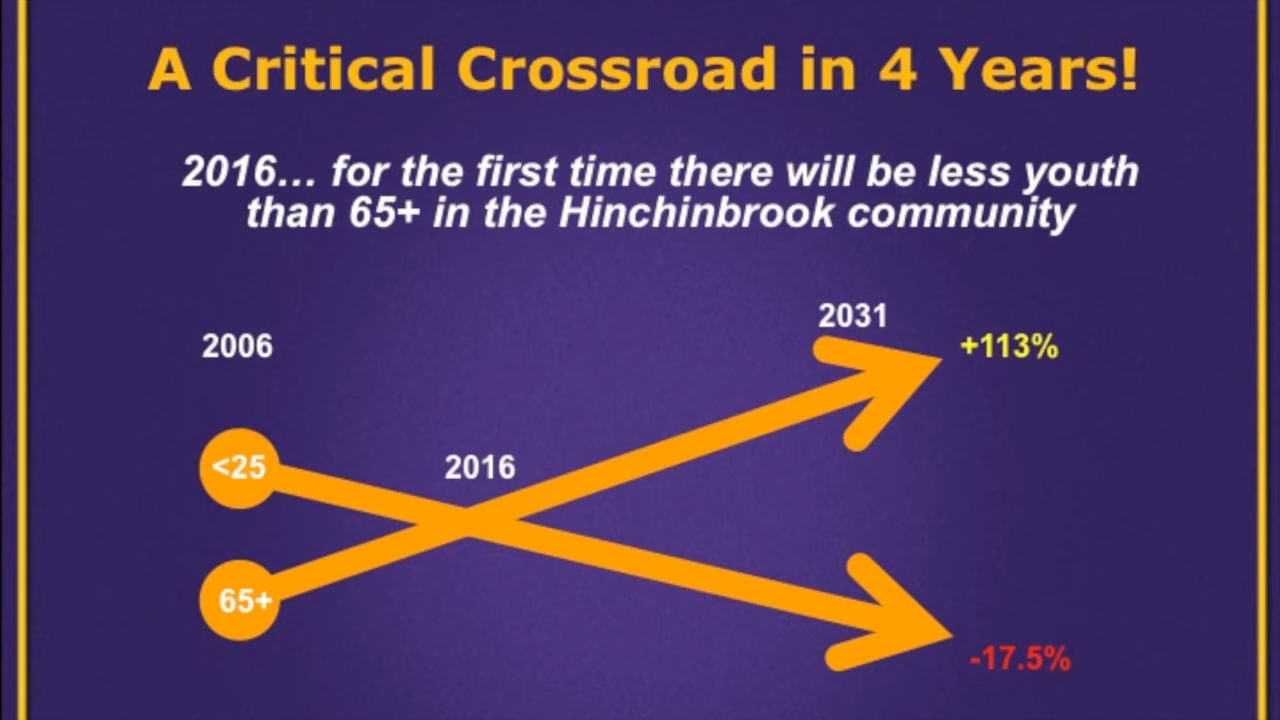 A Critical Crossroad in 4 Years!
2016... for the first time there will be less youth
than 65+ in the Hinchinbrook community
2031
2006
+113%
<25
2016
65+
-17.5%